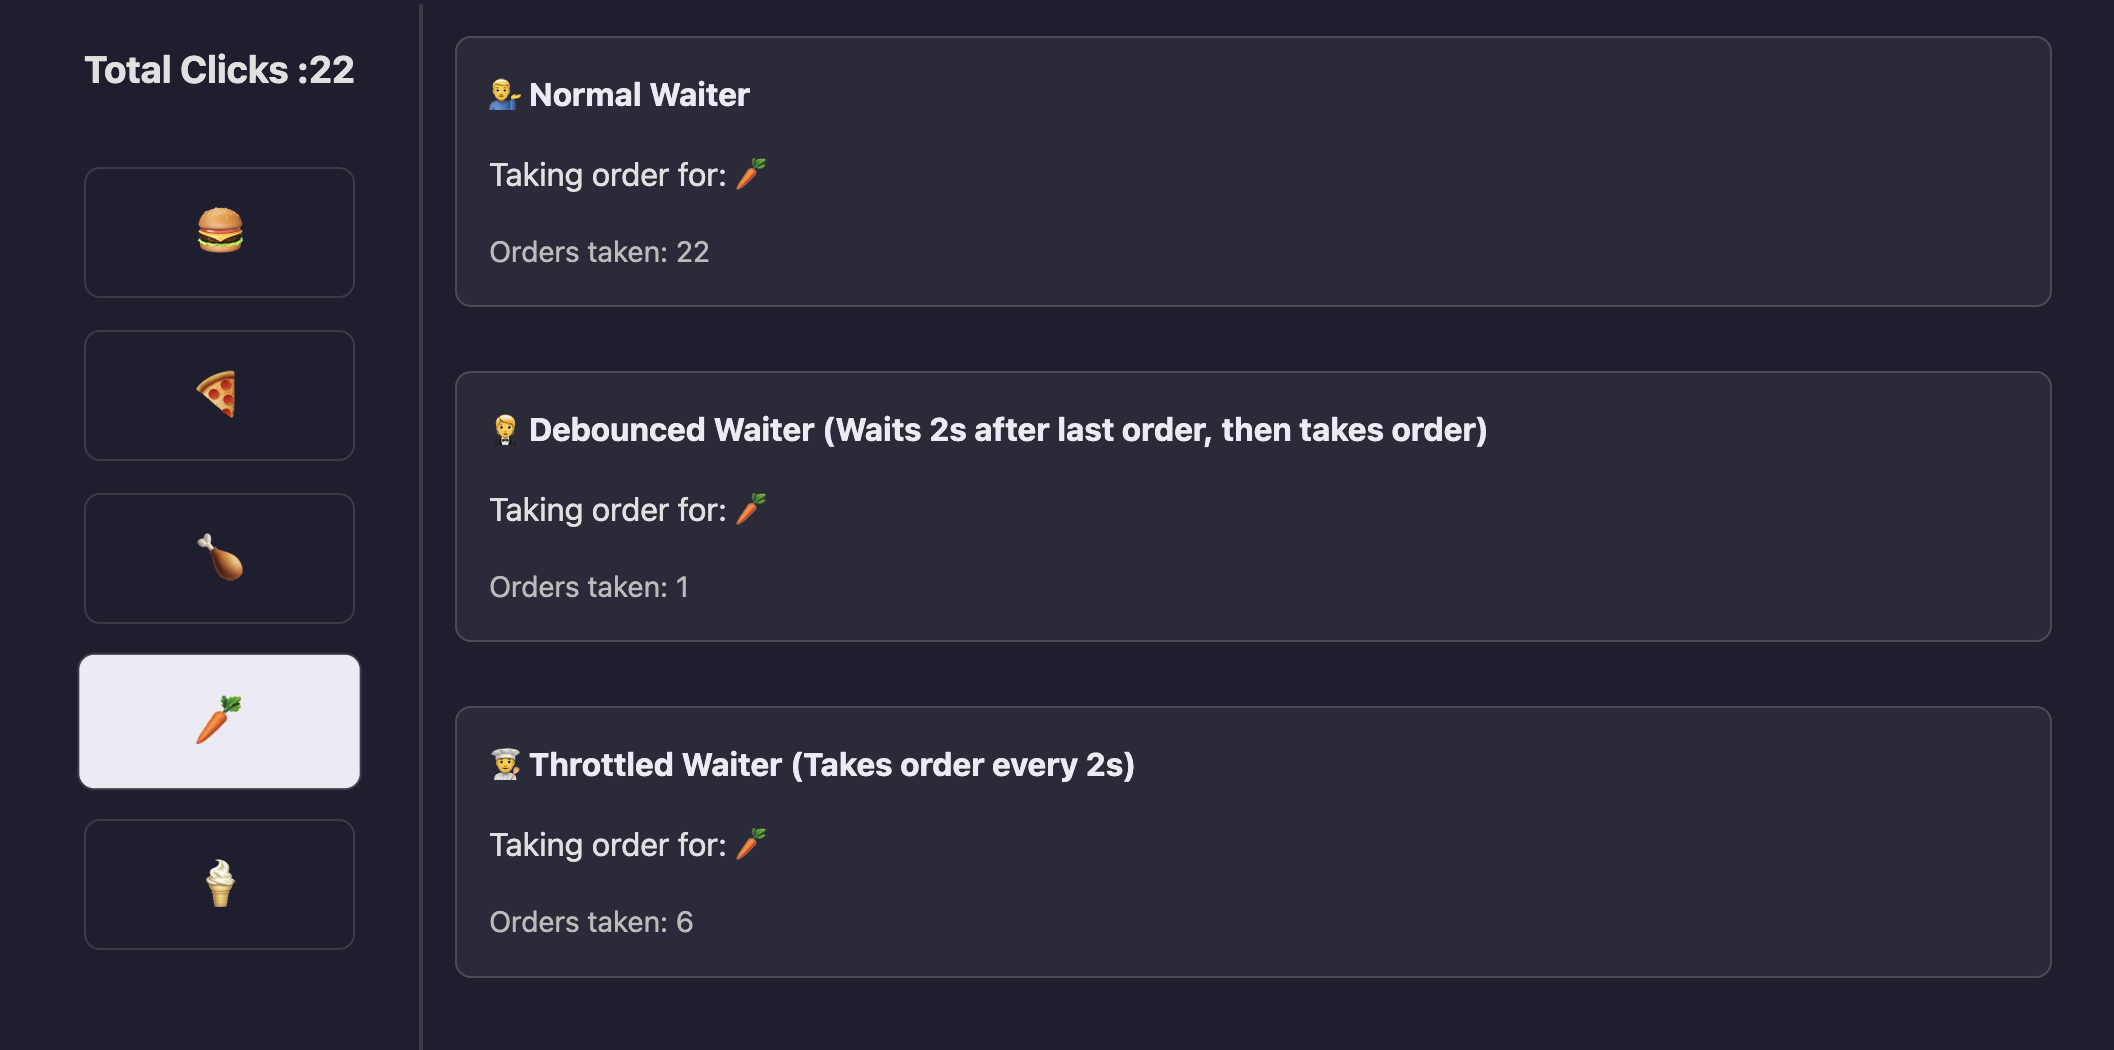 Total Clicks :22
Normal Waiter
Taking order for:
Orders taken: 22
Debounced Waiter (Waits 2s after last order, then takes order)
Taking order for:
Orders taken: 1
Throttled Waiter (Takes order every 2s)
Taking order for:
Orders taken: 6